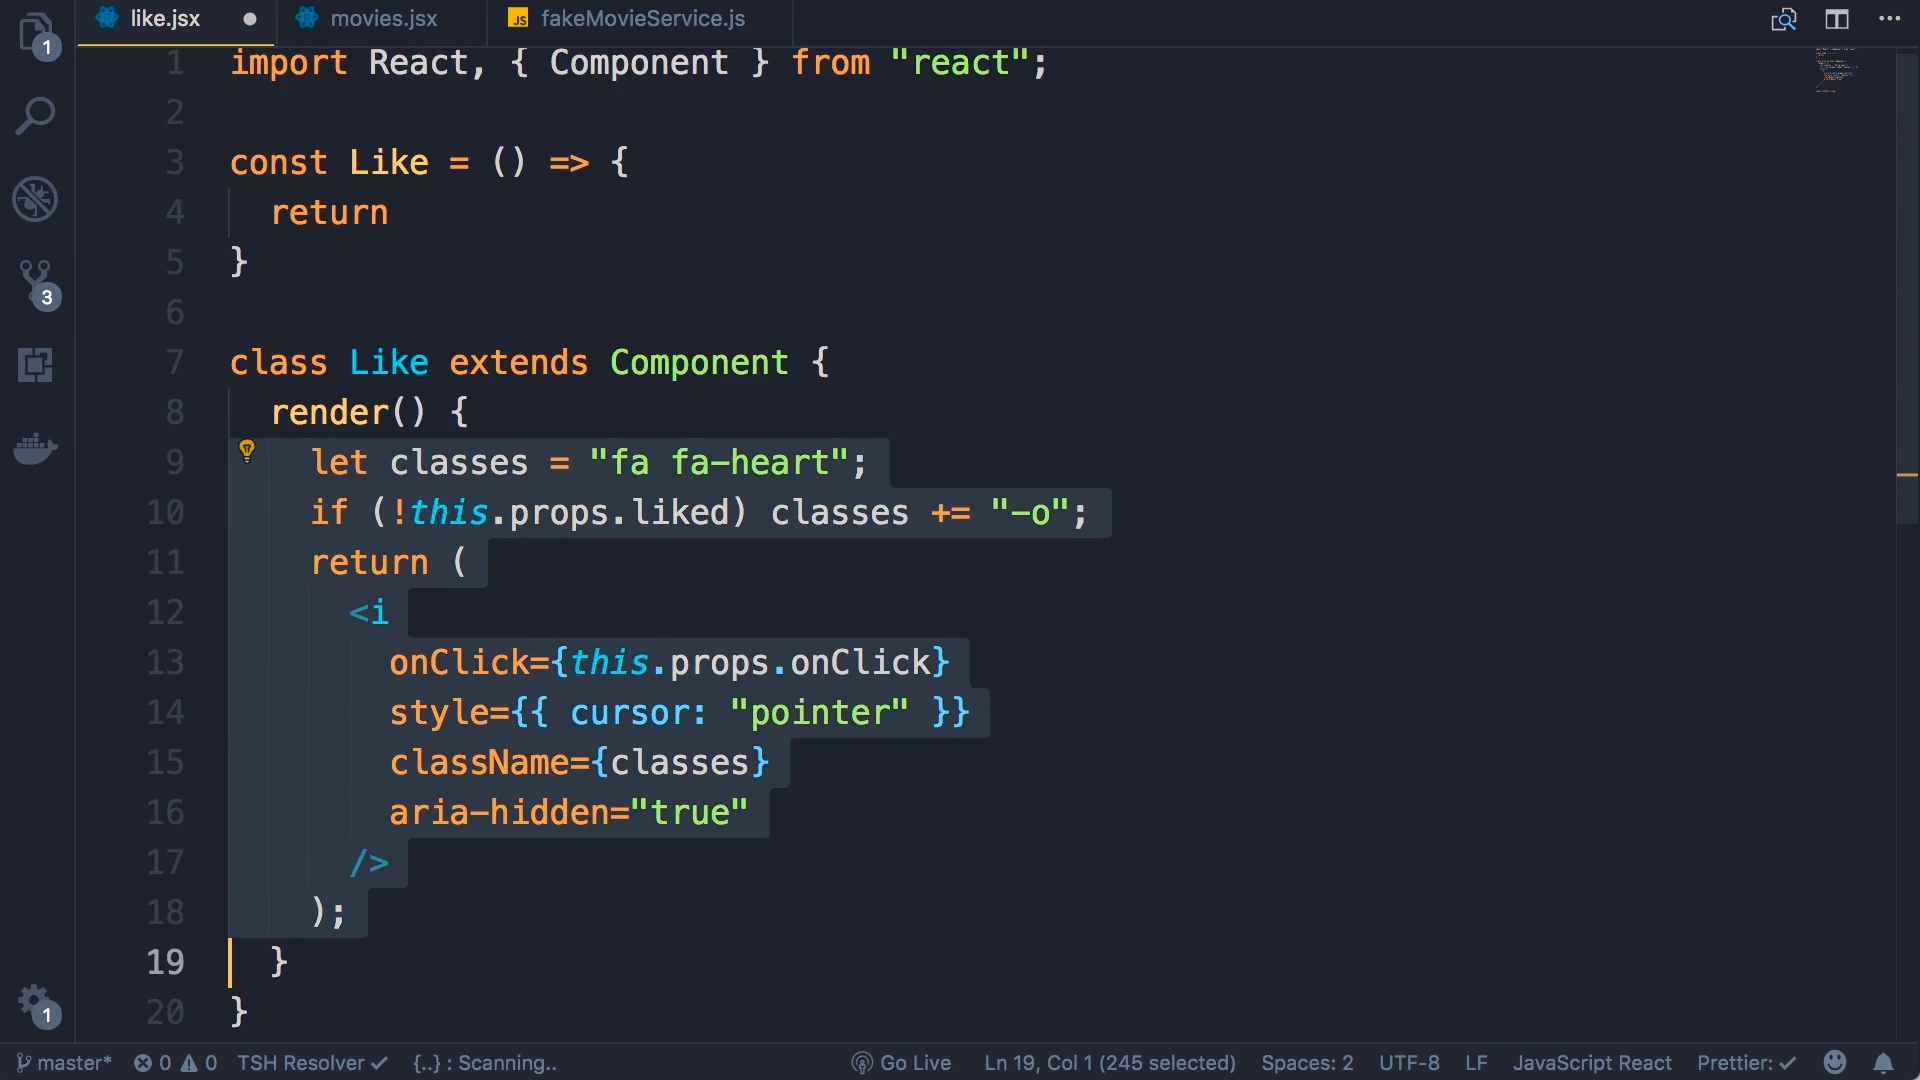 like.jsx
movies.jsx
JS fakeMovieService.js
1 import React, { Component } from "react";
2
3 const Like = () => {
4 return
5 }
6
7 class Like extends Component {
8 render() {
9 let classes = "fa fa-heart";
10 if (!this.props.liked) classes += "-o";
11 return (
12 <i
13 onClick={this.props.onClick}
14 style={{ cursor: "pointer" }}
15 className={classes}
16 aria-hidden="true"
17 />
18 );
19 }
20 }
1
3
1
master* 0 0 TSH Resolver {..} : Scanning.. Go Live Ln 19, Col 1 (245 selected) Spaces: 2 UTF-8 LF JavaScript React Prettier: